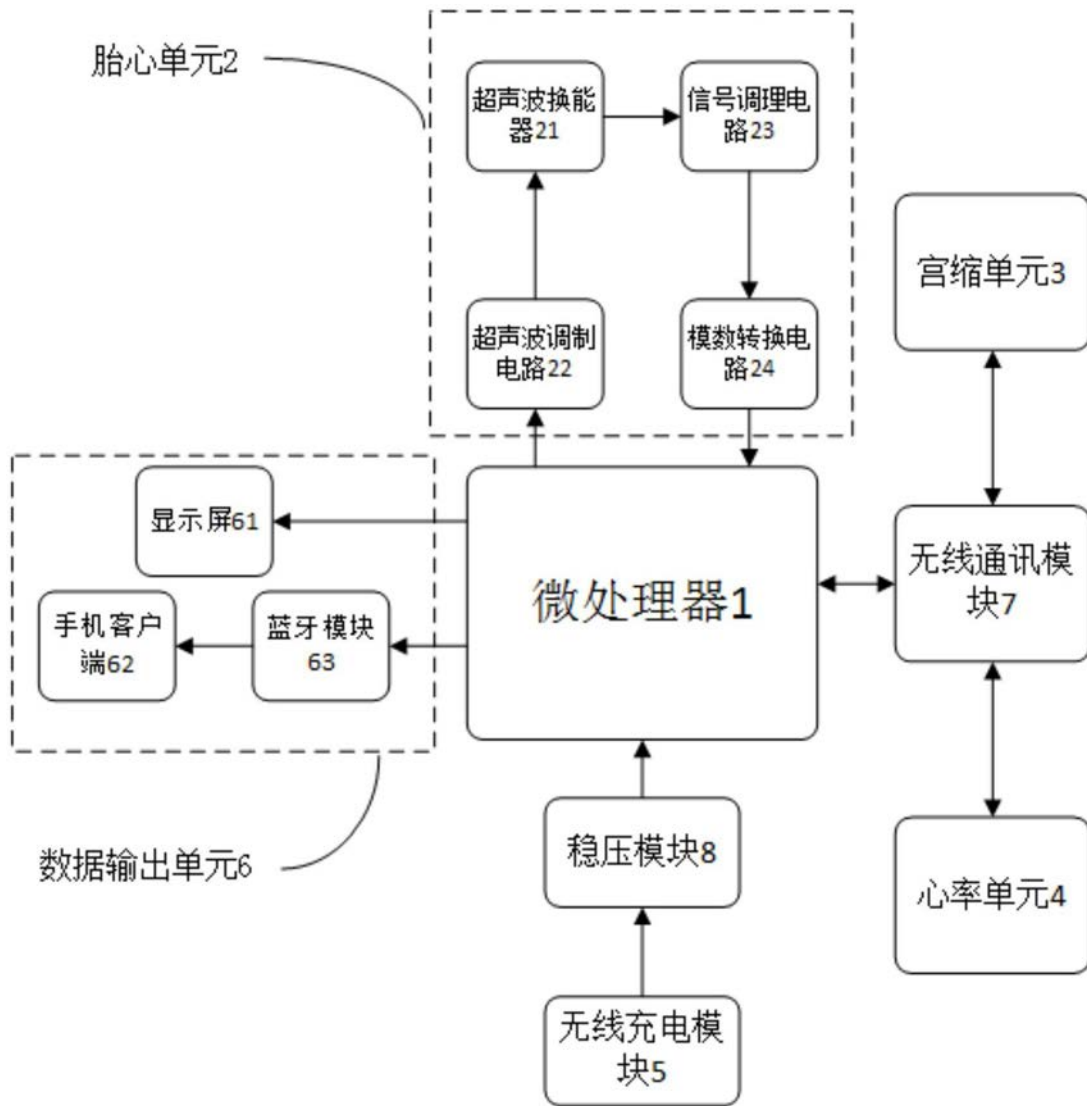 胎心单元2
超声波换能
器21
信号调理电
路23
超声波调制
电路22
模数转换电
路24
宫缩单元3
显示屏61
手机客户
端62
蓝牙模块
63
微处理器1
无线通讯模
块7
数据输出单元6
稳压模块8
心率单元4
无线充电模
块5